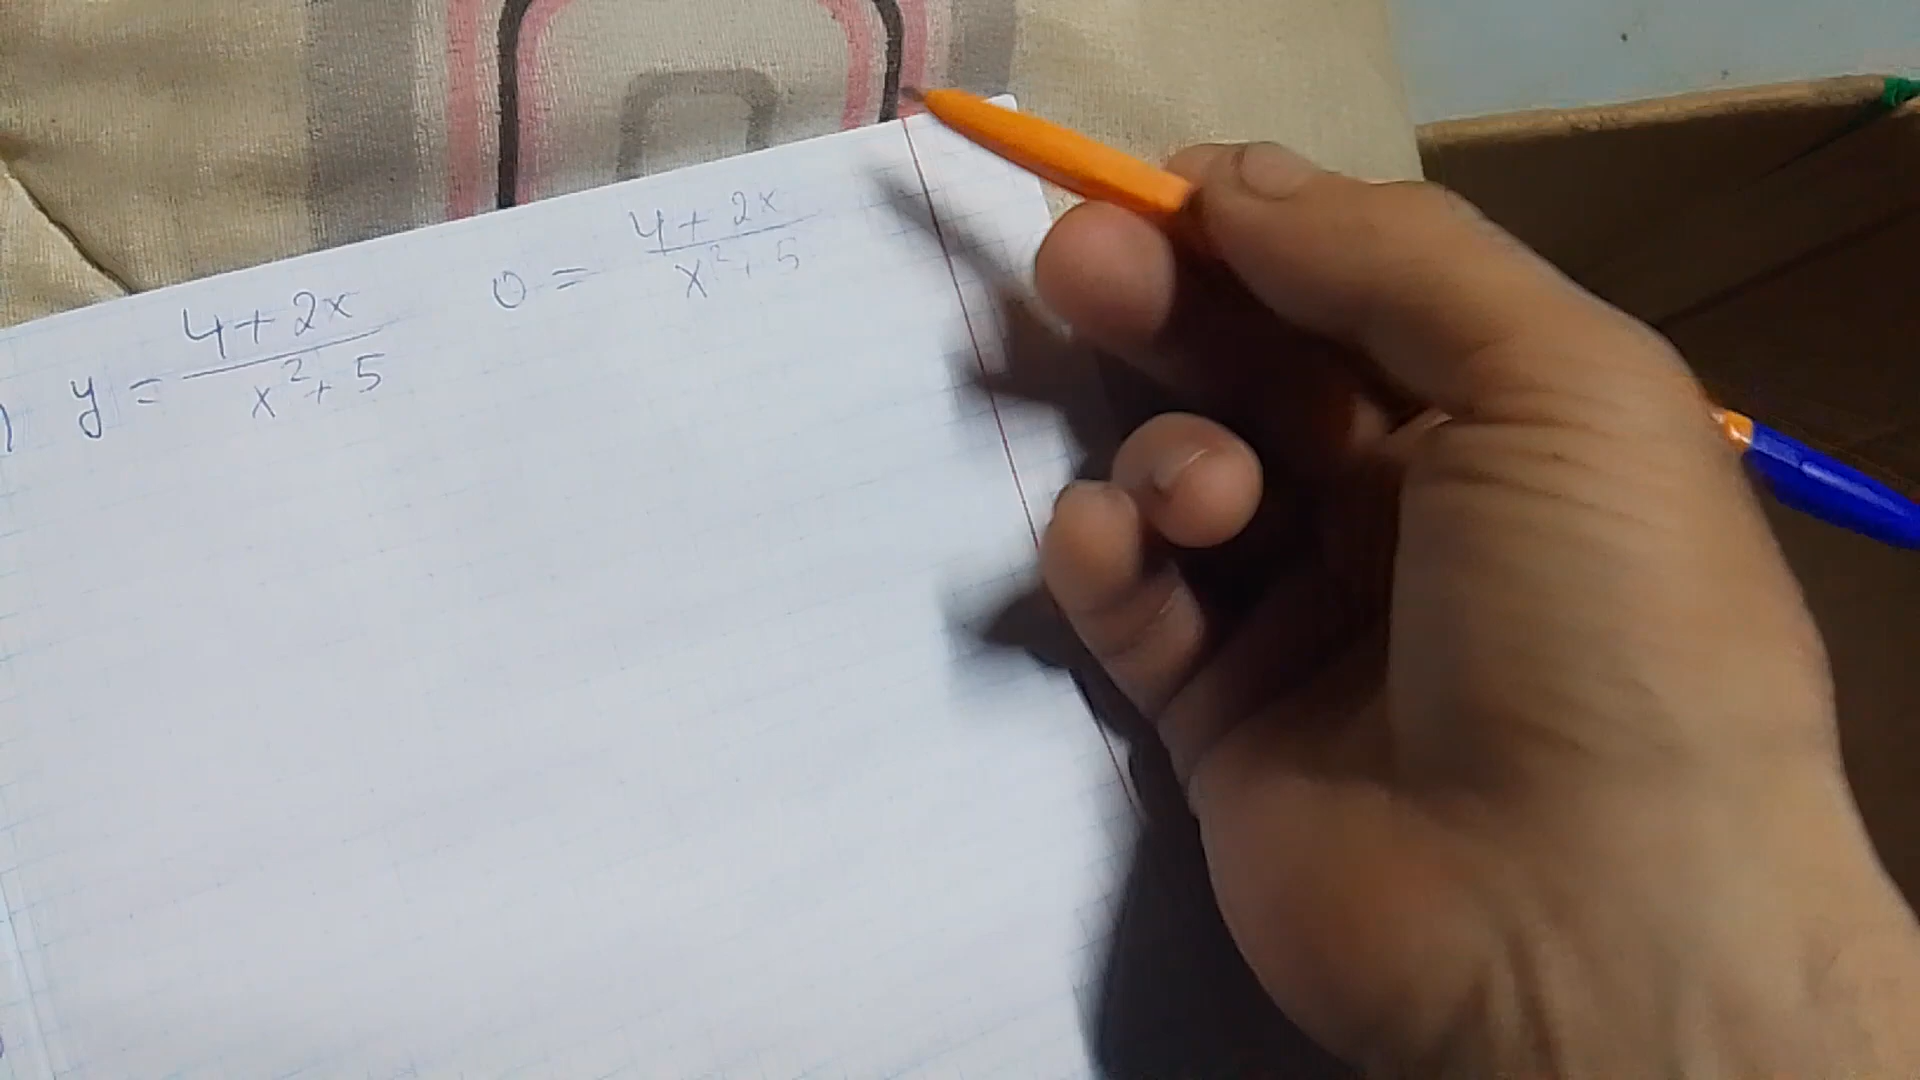 ) y = (4 + 2x)/(x² + 5)
0 = (4 + 2x)/(x² + 5)